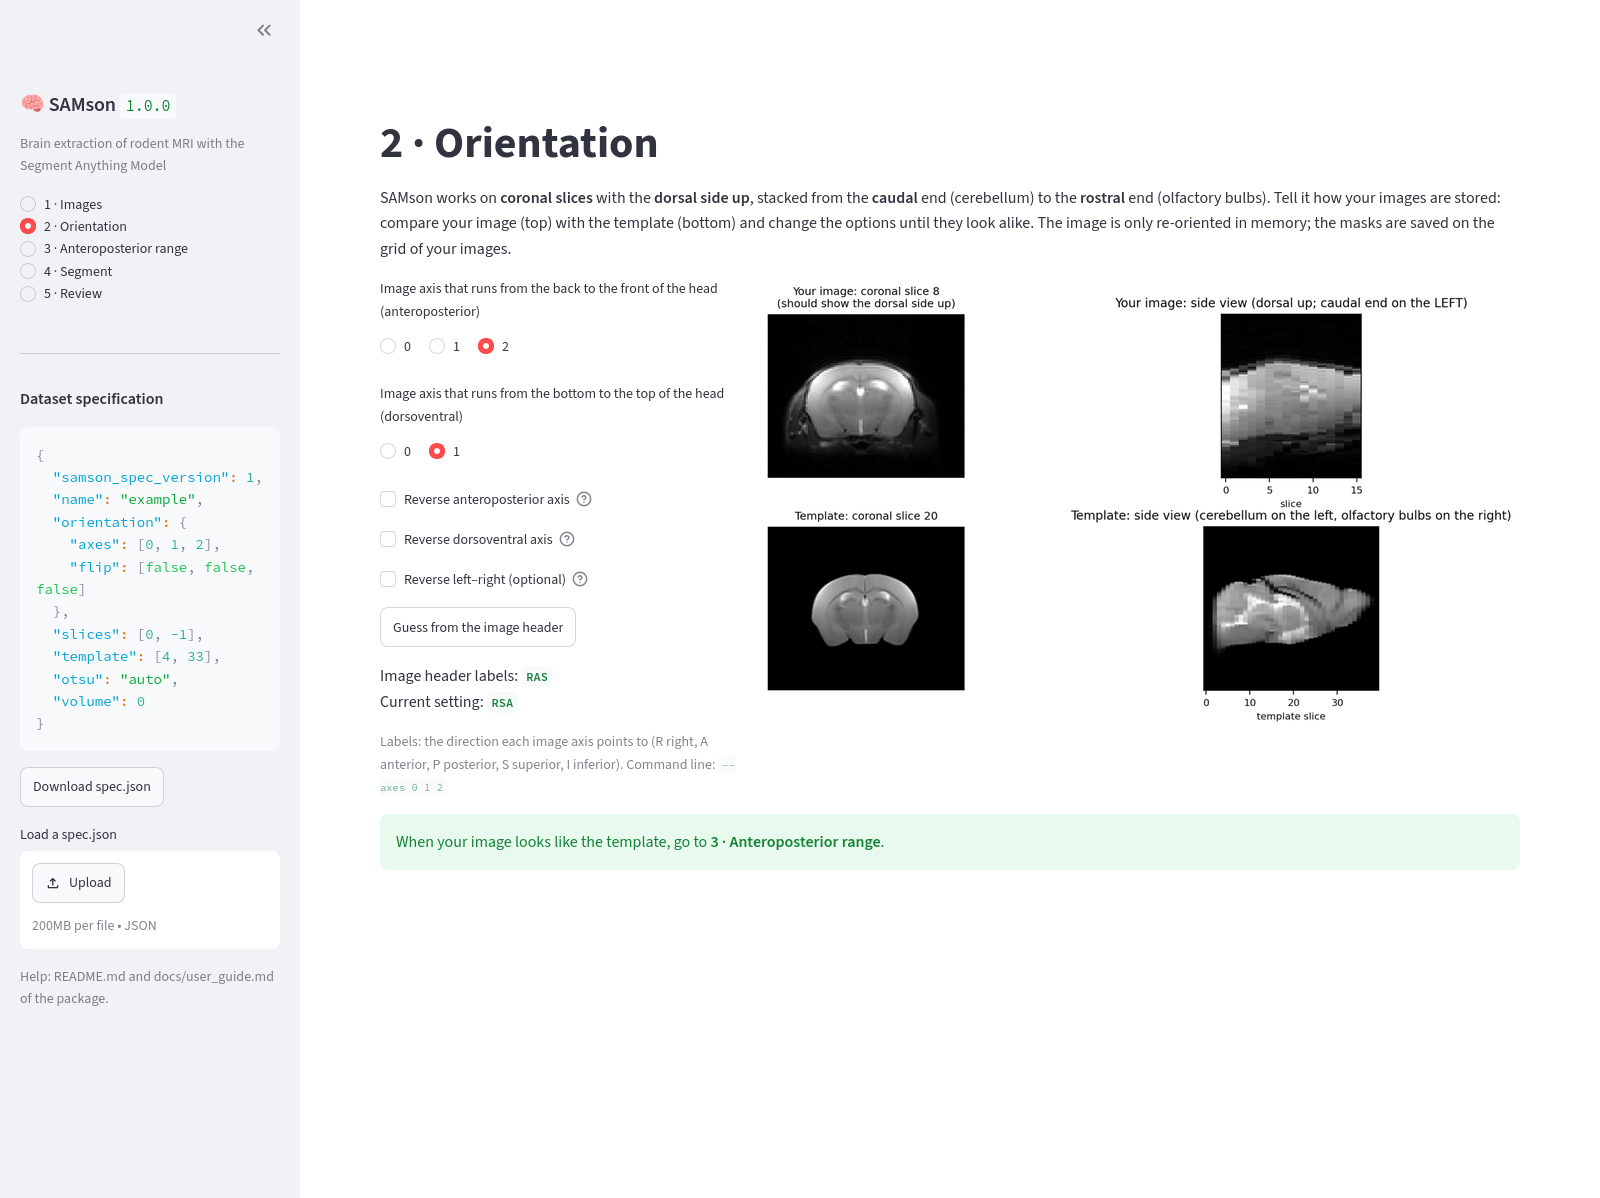 🧠 SAMson 1.0.0
Brain extraction of rodent MRI with the
Segment Anything Model
1 · Images
2 · Orientation
3 · Anteroposterior range
4 · Segment
5 · Review
Dataset specification
{
"samson_spec_version": 1,
"name": "example",
"orientation": {
"axes": [0, 1, 2],
"flip": [false, false,
false]
},
"slices": [0, -1],
"template": [4, 33],
"otsu": "auto",
"volume": 0
}
Download spec.json
Load a spec.json
Upload
200MB per file • JSON
Help: README.md and docs/user_guide.md
of the package.
2 · Orientation
SAMson works on coronal slices with the dorsal side up, stacked from the caudal end (cerebellum) to the rostral end (olfactory bulbs). Tell it how your images are stored:
compare your image (top) with the template (bottom) and change the options until they look alike. The image is only re-oriented in memory; the masks are saved on the
grid of your images.
Image axis that runs from the back to the front of the head
(anteroposterior)
0 1 2
Image axis that runs from the bottom to the top of the head
(dorsoventral)
0 1
Reverse anteroposterior axis
Reverse dorsoventral axis
Reverse left–right (optional)
Guess from the image header
Image header labels: RAS
Current setting: RSA
Labels: the direction each image axis points to (R right, A
anterior, P posterior, S superior, I inferior). Command line: --
axes 0 1 2
Your image: coronal slice 8
(should show the dorsal side up)
Your image: side view (dorsal up; caudal end on the LEFT)
0 5 10 15
slice
Template: coronal slice 20
Template: side view (cerebellum on the left, olfactory bulbs on the right)
0 10 20 30
template slice
When your image looks like the template, go to 3 · Anteroposterior range.